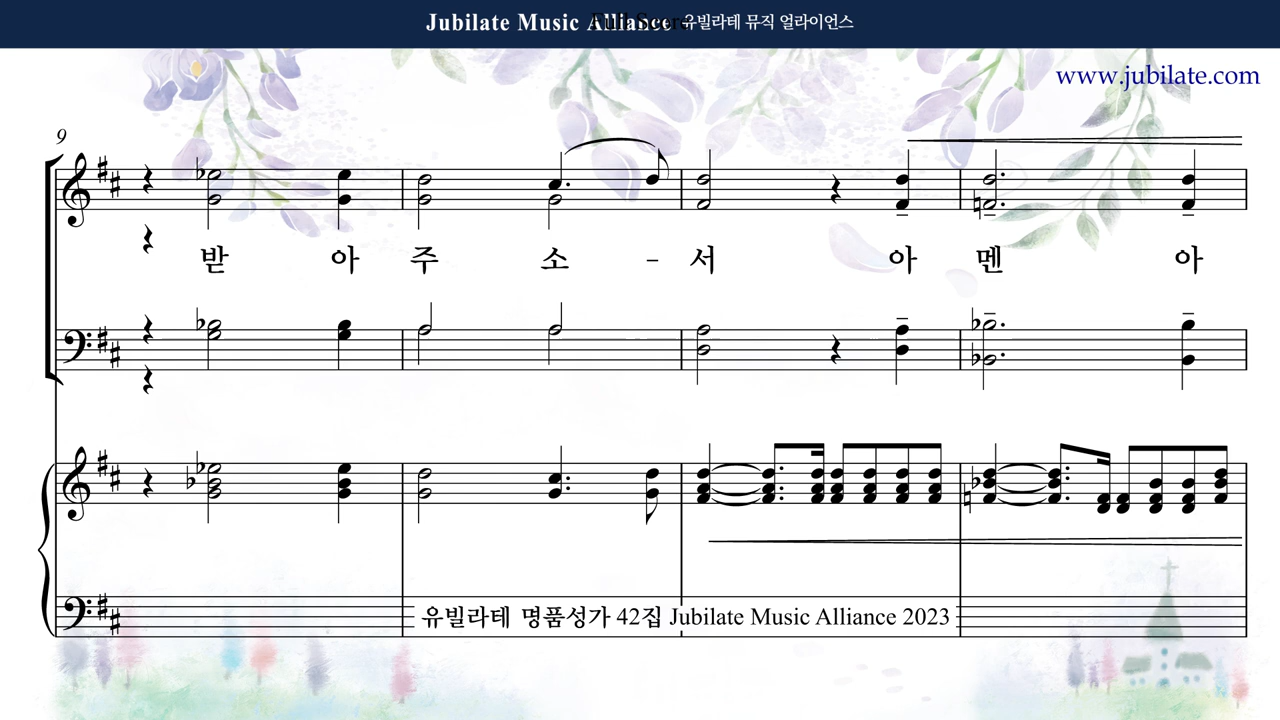 Jubilate Music Alliance Full Score 유빌라테 뮤직 얼라이언스
www.jubilate.com
9
받 아 주 소 - 서 아 멘 아
유빌라테 명품성가 42집 Jubilate Music Alliance 2023